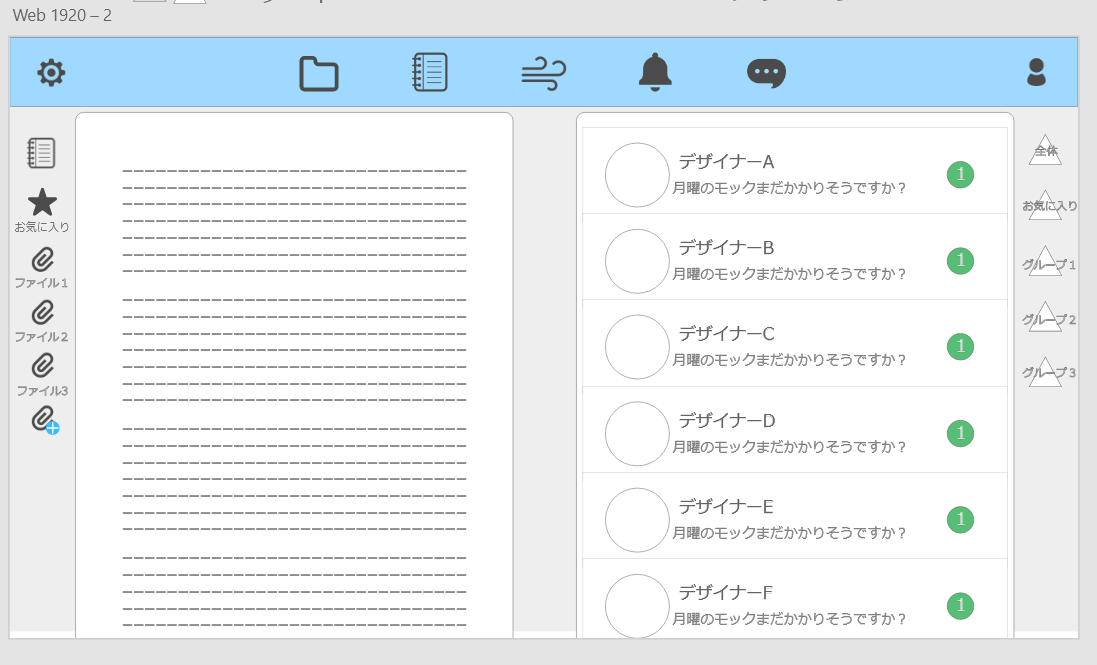 Web 1920 – 2
お気に入り
ファイル1
ファイル2
ファイル3
デザイナーA
月曜のモックまだかかりそうですか？
1
デザイナーB
月曜のモックまだかかりそうですか？
1
デザイナーC
月曜のモックまだかかりそうですか？
1
デザイナーD
月曜のモックまだかかりそうですか？
1
デザイナーE
月曜のモックまだかかりそうですか？
1
デザイナーF
月曜のモックまだかかりそうですか？
1
全体
お気に入り
グループ1
グループ2
グループ3